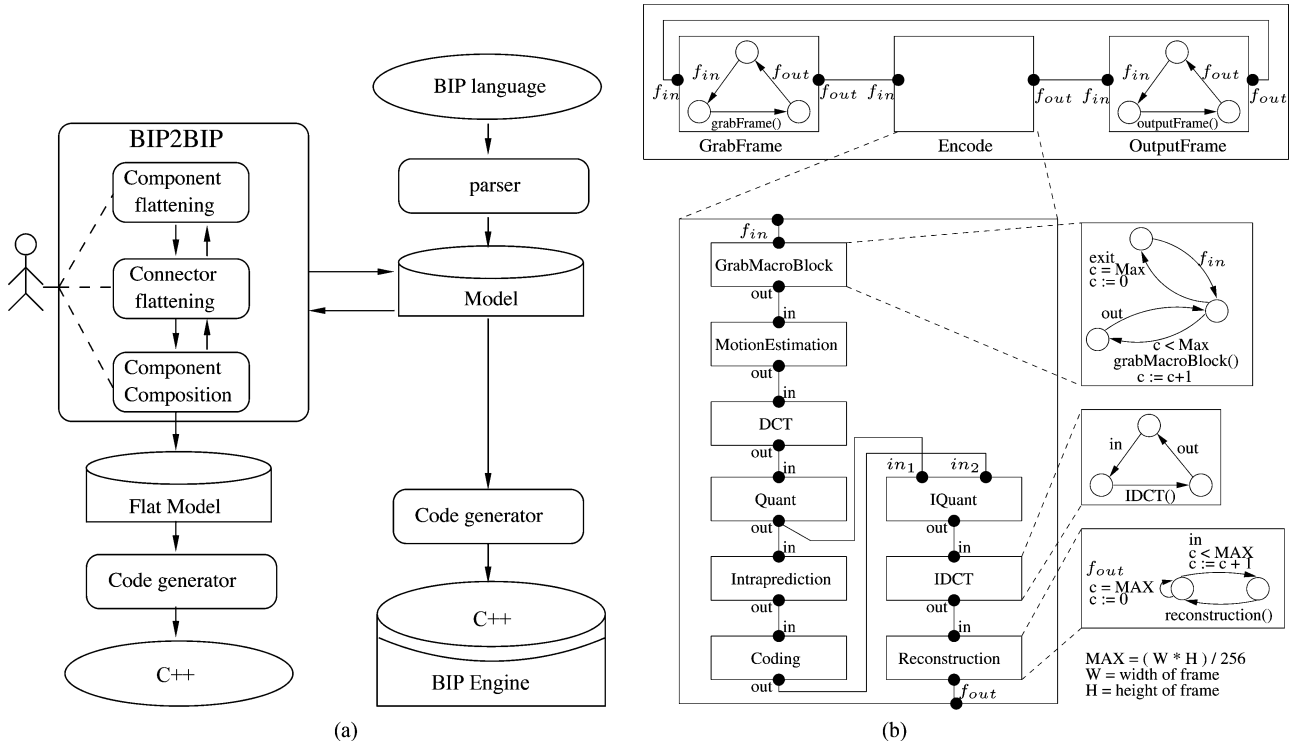 BIP language
BIP2BIP
Component
flattening
parser
Connector
flattening
Model
Component
Composition
Flat Model
Code generator
Code generator
C++
C++
BIP Engine
(a)
f_in
f_out
grabFrame()
f_in
f_out
f_in
GrabFrame
Encode
f_in
f_out
outputFrame()
f_out
f_in
f_out
OutputFrame
f_in
GrabMacroBlock
out
in
MotionEstimation
out
in
DCT
out
in
Quant
out
in
Intraprediction
out
in
Coding
out
in_1
in_2
IQuant
out
in
IDCT
out
in
Reconstruction
f_out
exit
c = Max
c := 0
f_in
out
c < Max
grabMacroBlock()
c := c+1
in
out
IDCT()
in
c < MAX
c := c + 1
f_out
c = MAX
c := 0
reconstruction()
MAX = ( W * H ) / 256
W = width of frame
H = height of frame
(b)